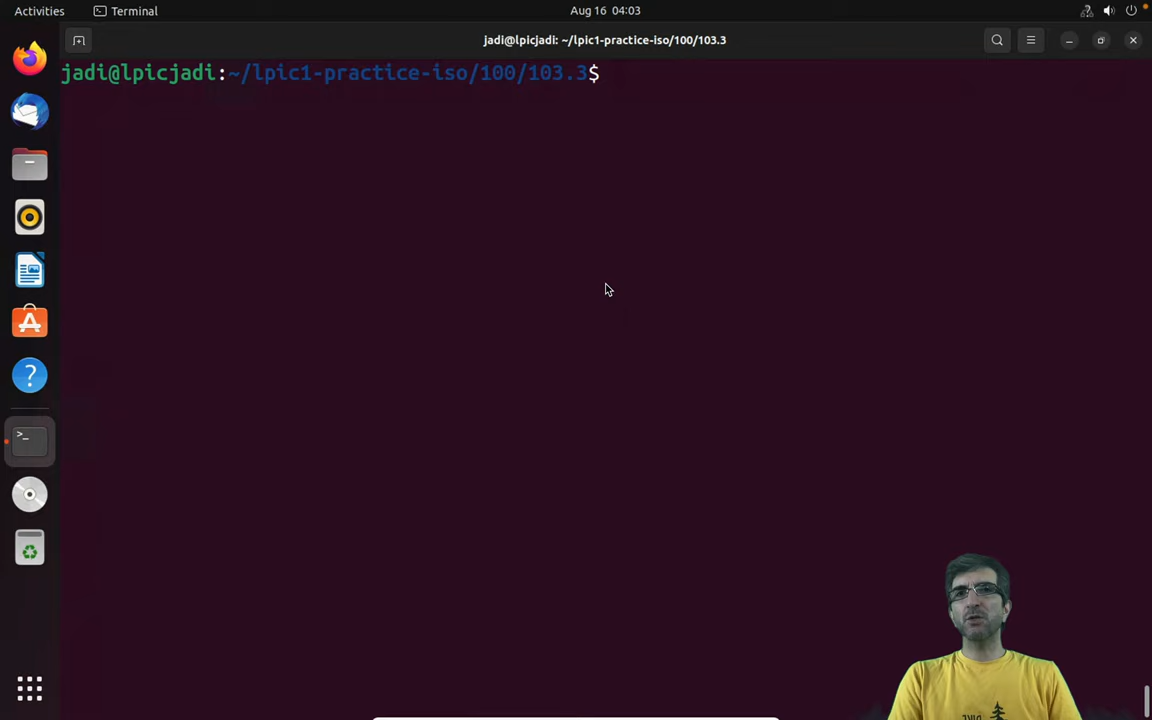 Activities
Terminal
Aug 16 04:03
jadi@lpicjadi: ~/lpic1-practice-iso/100/103.3
jadi@lpicjadi:~/lpic1-practice-iso/100/103.3$